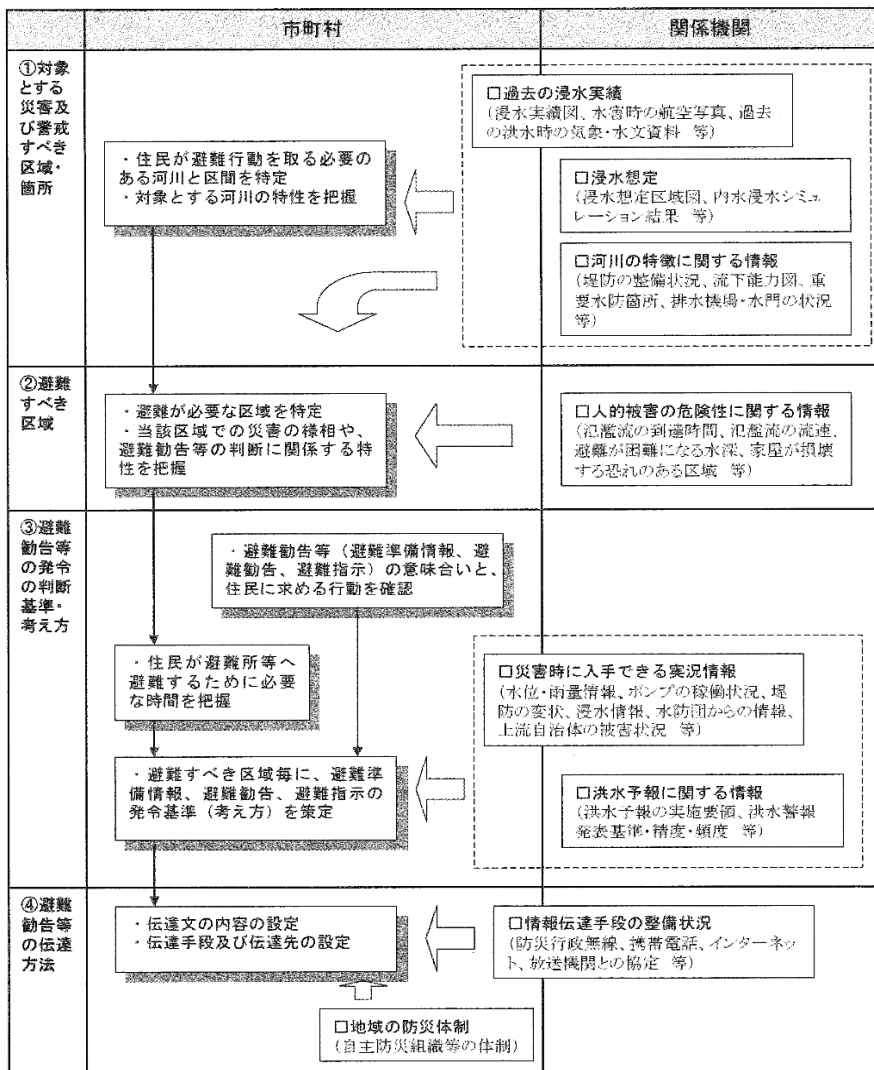 市町村
関係機関
①対象
とする
災害及
び警戒
すべき
区域・
箇所
・住民が避難行動を取る必要の
ある河川と区間を特定
・対象とする河川の特性を把握
□過去の浸水実績
(浸水実績図、水害時の航空写真、過去
の洪水時の気象・水文資料 等)
□浸水想定
(浸水想定区域図、内水浸水シミュ
レーション結果 等)
□河川の特徴に関する情報
(堤防の整備状況、流下能力図、重
要水防箇所、排水機場・水門の状況
等)
②避難
すべき
区域
・避難が必要な区域を特定
・当該区域での災害の様相や、
避難勧告等の判断に関係する特
性を把握
□人的被害の危険性に関する情報
(氾濫流の到達時間、氾濫流の流速、
避難が困難になる水深、家屋が損壊
する恐れのある区域 等)
③避難
勧告等
の発令
の判断
基準・
考え方
・避難勧告等(避難準備情報、避
難勧告、避難指示)の意味合いと、
住民に求める行動を確認
・住民が避難所等へ
避難するために必要
な時間を把握
□災害時に入手できる実況情報
(水位・雨量情報、ポンプの稼働状況、堤
防の変状、浸水情報、水防団からの情報、
上流自治体の被害状況 等)
・避難すべき区域毎に、避難準
備情報、避難勧告、避難指示の
発令基準(考え方)を策定
□洪水予報に関する情報
(洪水予報の実施要領、洪水警報
発表基準・精度・頻度 等)
④避難
勧告等
の伝達
方法
・伝達文の内容の設定
・伝達手段及び伝達先の設定
□情報伝達手段の整備状況
(防災行政無線、携帯電話、インターネッ
ト、放送機関との協定 等)
□地域の防災体制
(自主防災組織等の体制)